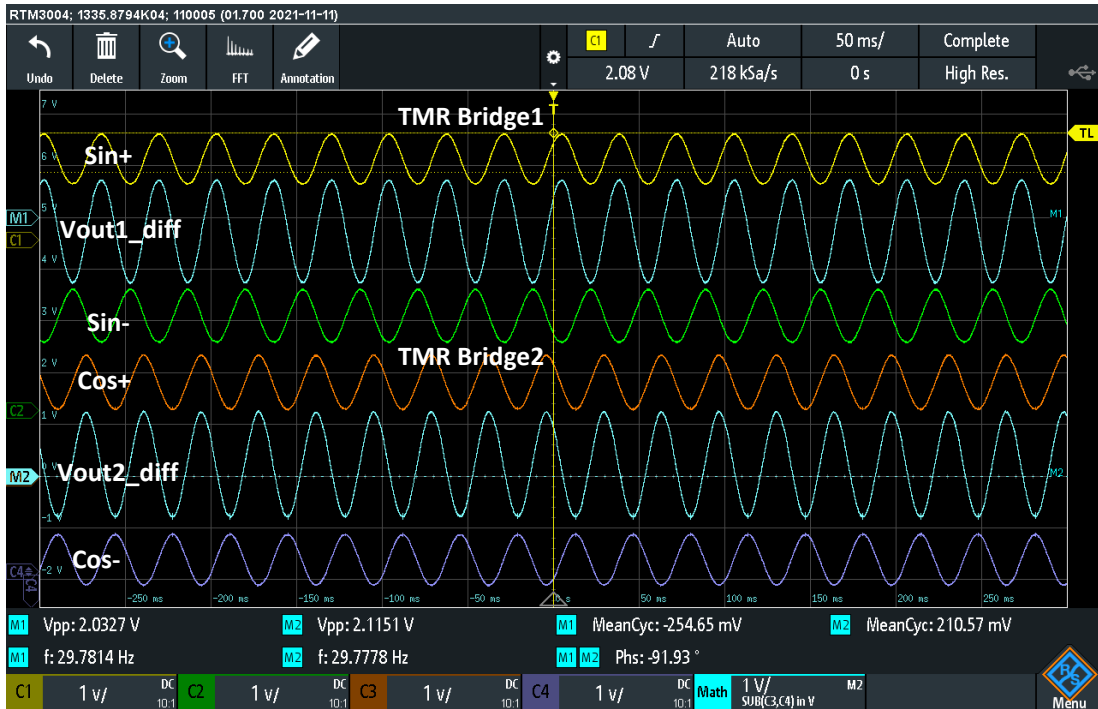 RTM3004; 1335.8794K04; 110005 (01.700 2021-11-11)
Undo Delete Zoom FFT Annotation
C1 Auto 50 ms/ Complete
2.08 V 218 kSa/s 0 s High Res.
7 V
T
TMR Bridge1
TL
6 V
Sin+
5 V
M1
M1
Vout1_diff
C1
4 V
3 V
Sin-
2 V
TMR Bridge2
Cos+
C2
1 V
0 V
M2
Vout2_diff
M2
-1 V
Cos-
C4
-2 V
C4
-250 ms -200 ms -150 ms -100 ms -50 ms 0 s 50 ms 100 ms 150 ms 200 ms 250 ms
M1 Vpp: 2.0327 V M2 Vpp: 2.1151 V M1 MeanCyc: -254.65 mV M2 MeanCyc: 210.57 mV
M1 f: 29.7814 Hz M2 f: 29.7778 Hz M1 M2 Phs: -91.93 °
C1 1 V/ DC 10:1 C2 1 V/ DC 10:1 C3 1 V/ DC 10:1 C4 1 V/ DC 10:1 Math 1 V/ M2 SUB(C3,C4) in V
R&S
Menu